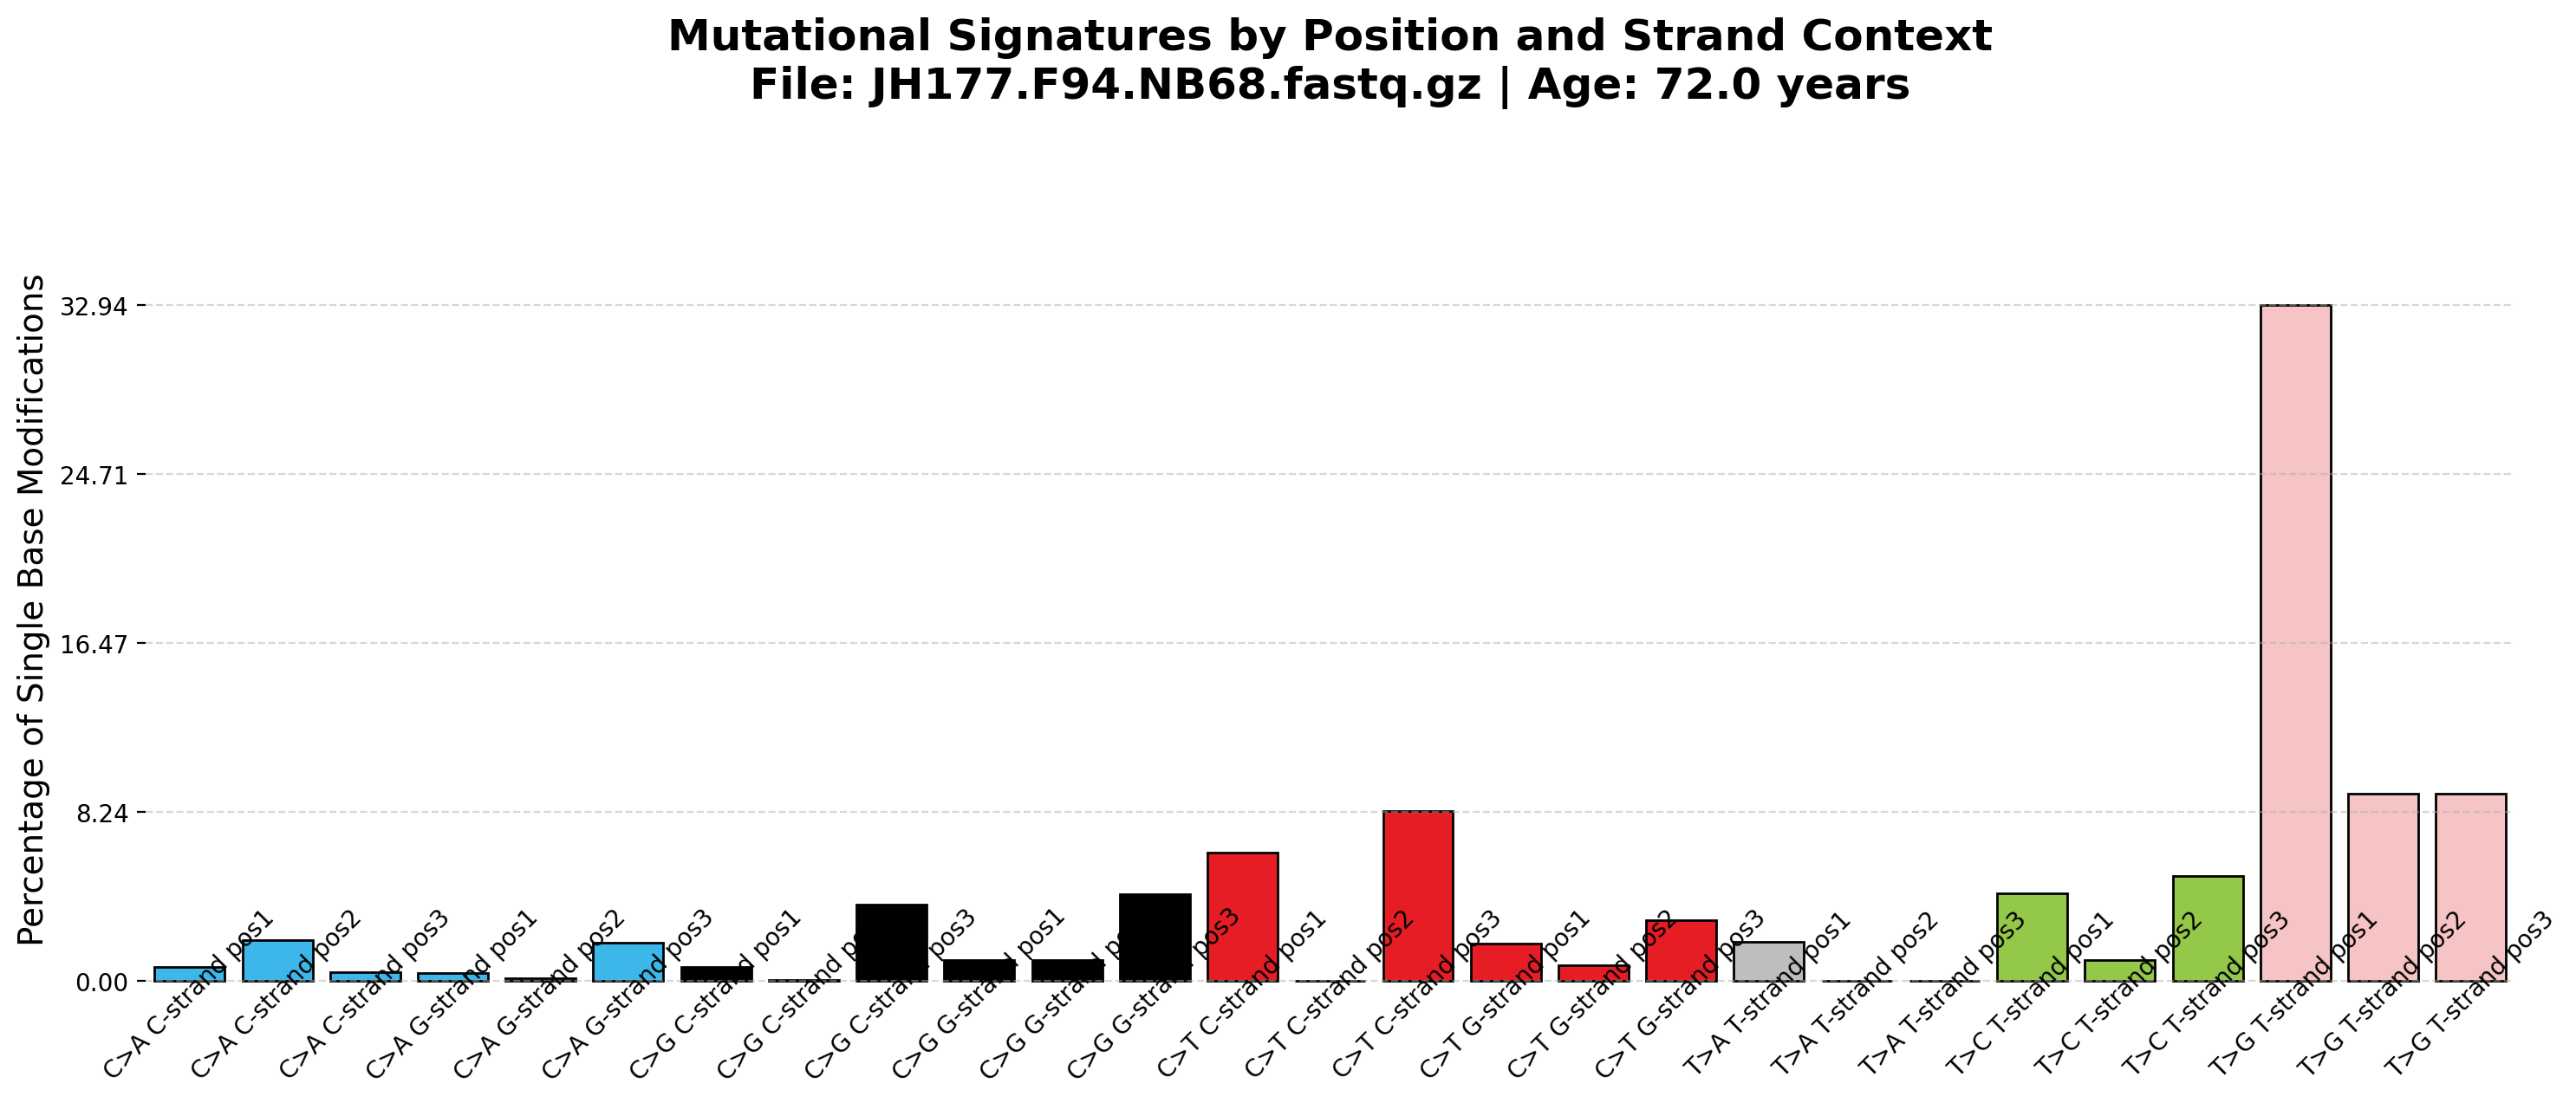 Mutational Signatures by Position and Strand Context
File: JH177.F94.NB68.fastq.gz | Age: 72.0 years
Percentage of Single Base Modifications
32.94
24.71
16.47
8.24
0.00
C>A C-strand pos1
C>A C-strand pos2
C>A C-strand pos3
C>A G-strand pos1
C>A G-strand pos2
C>A G-strand pos3
C>G C-strand pos1
C>G C-strand pos2
C>G C-strand pos3
C>G G-strand pos1
C>G G-strand pos2
C>G G-strand pos3
C>T C-strand pos1
C>T C-strand pos2
C>T C-strand pos3
C>T G-strand pos1
C>T G-strand pos2
C>T G-strand pos3
T>A T-strand pos1
T>A T-strand pos2
T>A T-strand pos3
T>C T-strand pos1
T>C T-strand pos2
T>C T-strand pos3
T>G T-strand pos1
T>G T-strand pos2
T>G T-strand pos3